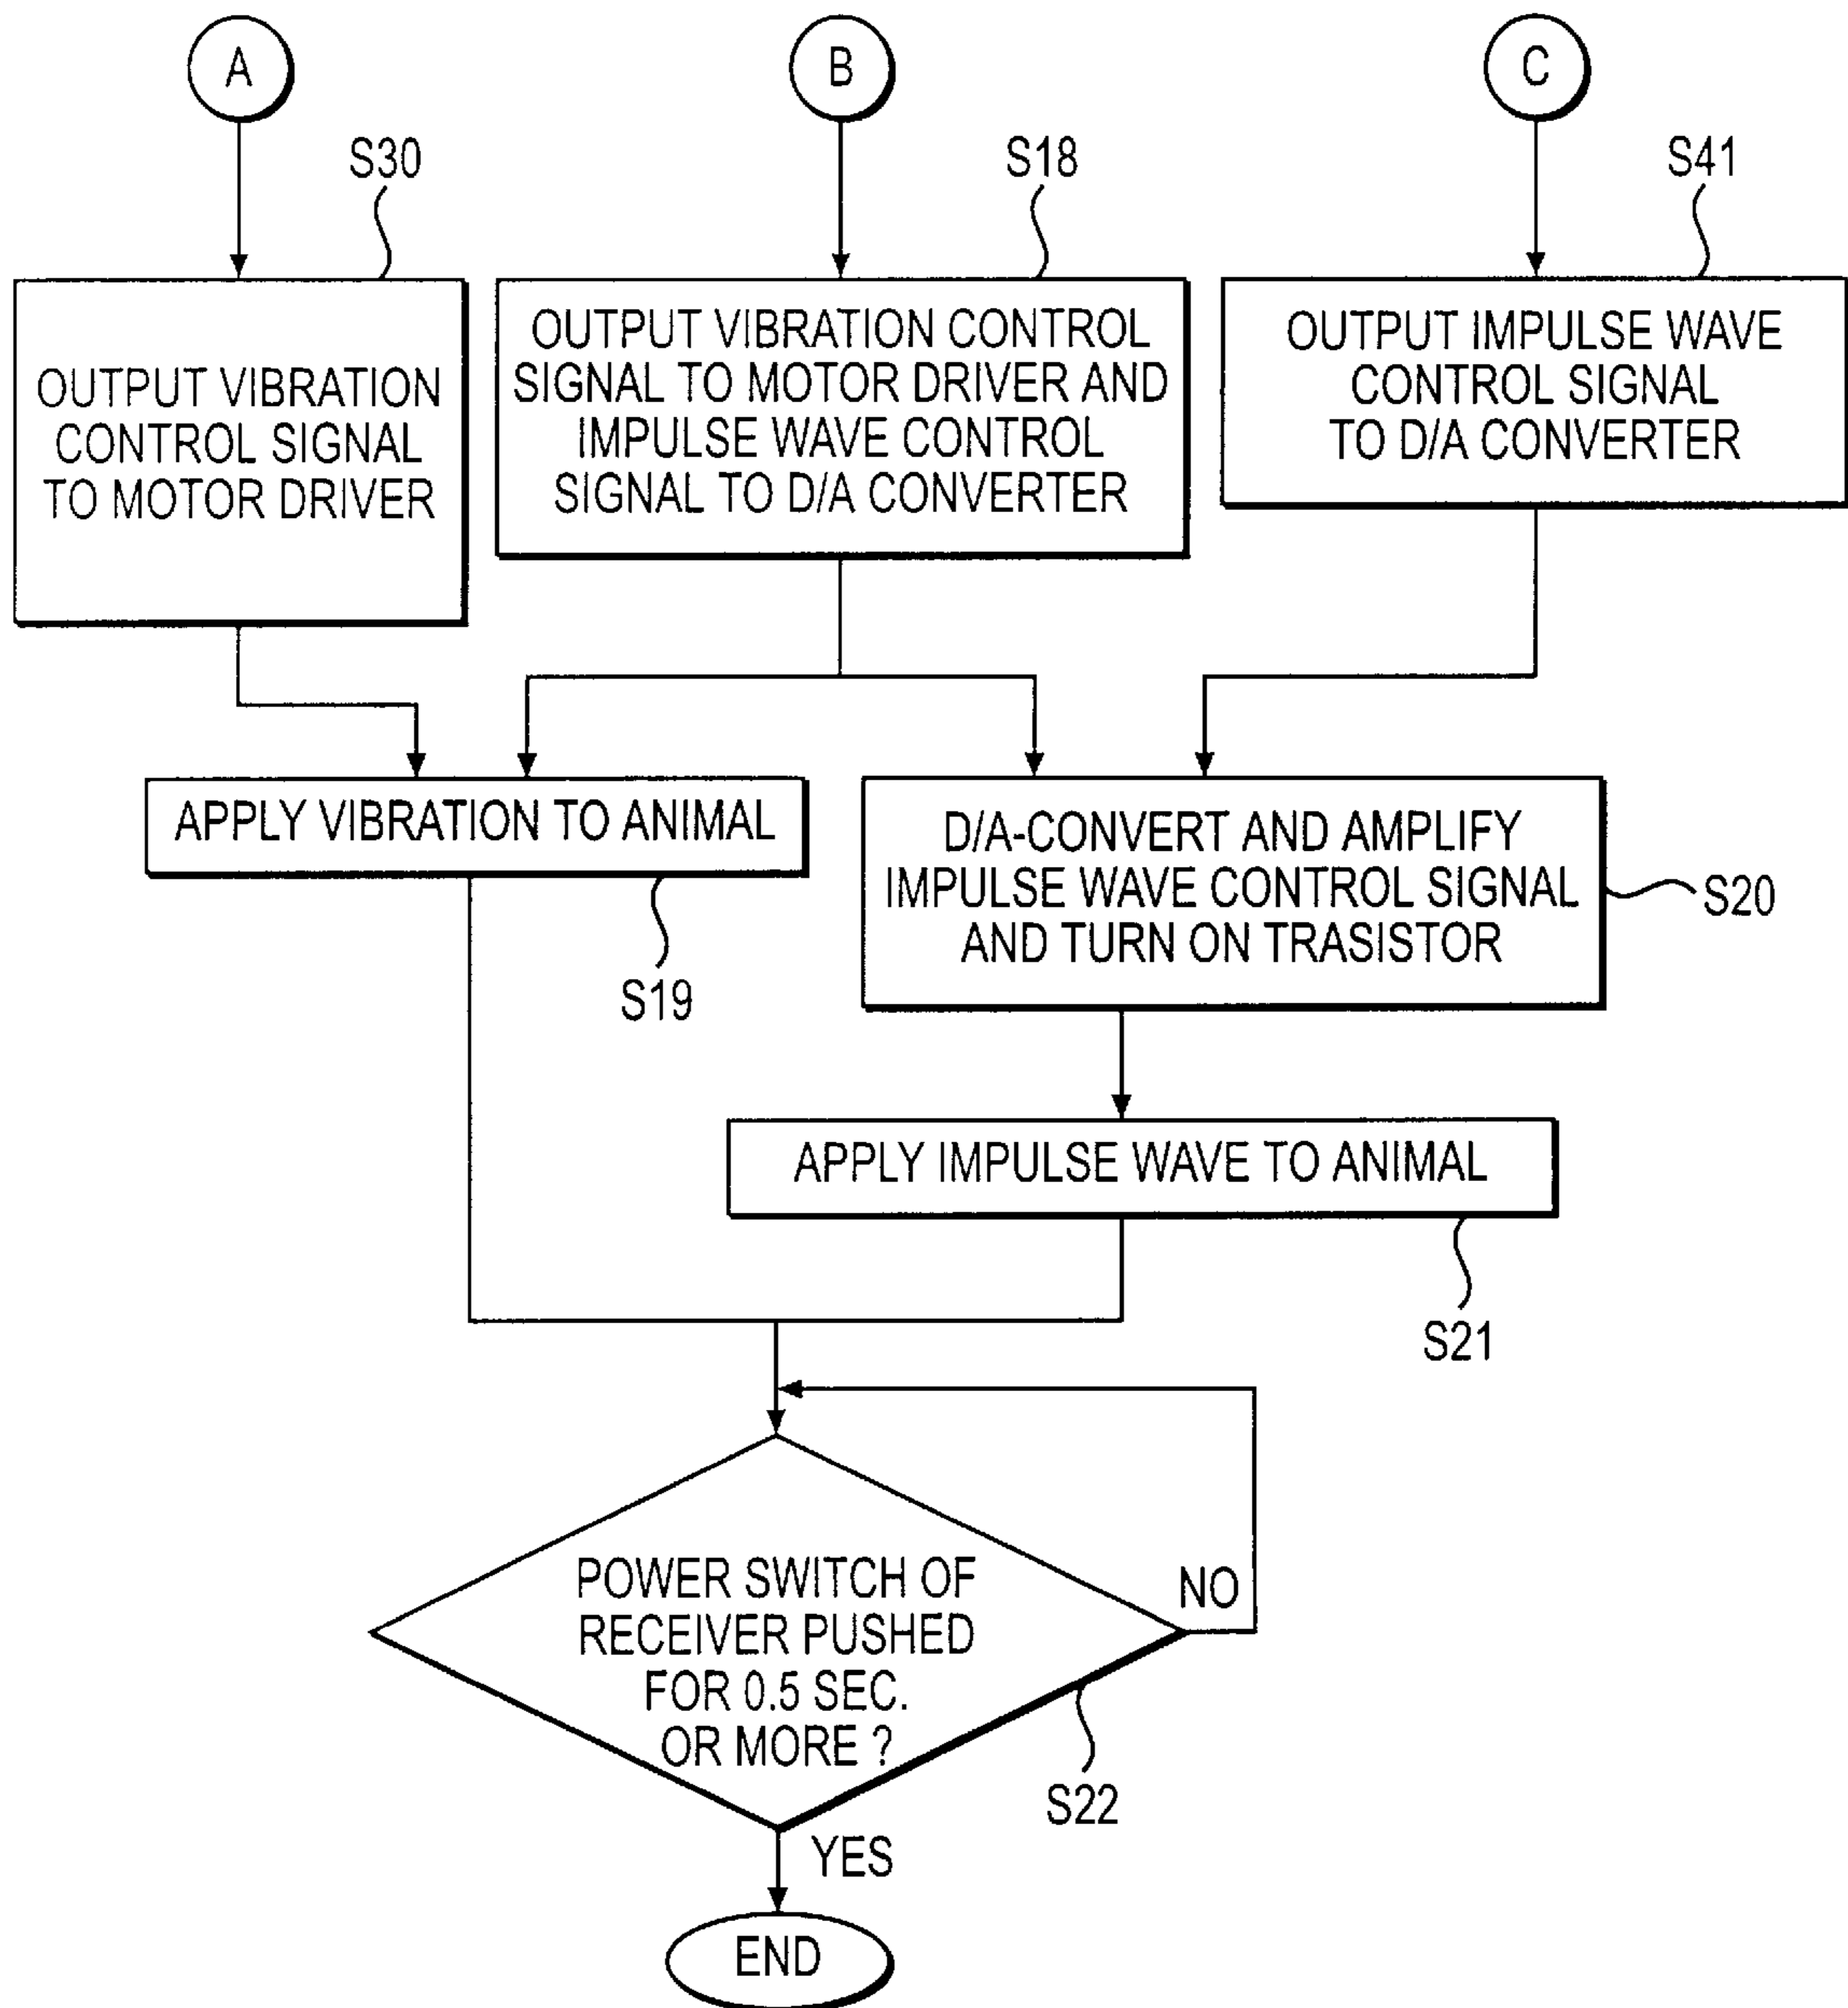 A
B
C
S30
S18
S41
OUTPUT VIBRATION
CONTROL SIGNAL
TO MOTOR DRIVER
OUTPUT VIBRATION CONTROL
SIGNAL TO MOTOR DRIVER AND
IMPULSE WAVE CONTROL
SIGNAL TO D/A CONVERTER
OUTPUT IMPULSE WAVE
CONTROL SIGNAL
TO D/A CONVERTER
APPLY VIBRATION TO ANIMAL
S19
D/A-CONVERT AND AMPLIFY
IMPULSE WAVE CONTROL SIGNAL
AND TURN ON TRASISTOR
S20
APPLY IMPULSE WAVE TO ANIMAL
S21
POWER SWITCH OF
RECEIVER PUSHED
FOR 0.5 SEC.
OR MORE ?
NO
S22
YES
END